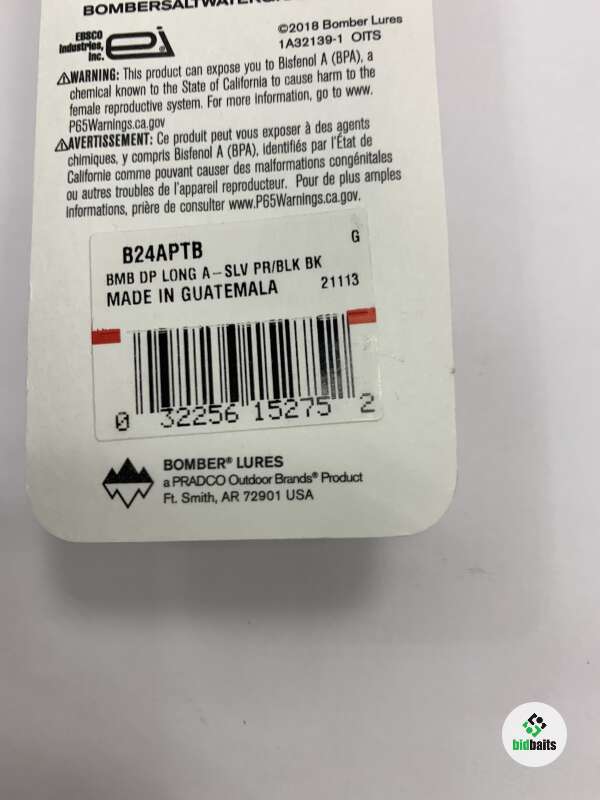 EBSCO
Industries,
Inc.
ei
©2018 Bomber Lures
1A32139-1 OITS
⚠WARNING: This product can expose you to Bisfenol A (BPA), a
chemical known to the State of California to cause harm to the
female reproductive system. For more information, go to www.
P65Warnings.ca.gov
⚠AVERTISSEMENT: Ce produit peut vous exposer à des agents
chimiques, y compris Bisfenol A (BPA), identifiés par l'État de
Californie comme pouvant causer des malformations congénitales
ou autres troubles de l'appareil reproducteur. Pour de plus amples
informations, prière de consulter www.P65Warnings.ca.gov.
B24APTB G
BMB DP LONG A-SLV PR/BLK BK
MADE IN GUATEMALA 21113
0 32256 15275 2
BOMBER® LURES
a PRADCO Outdoor Brands® Product
Ft. Smith, AR 72901 USA
bidbaits